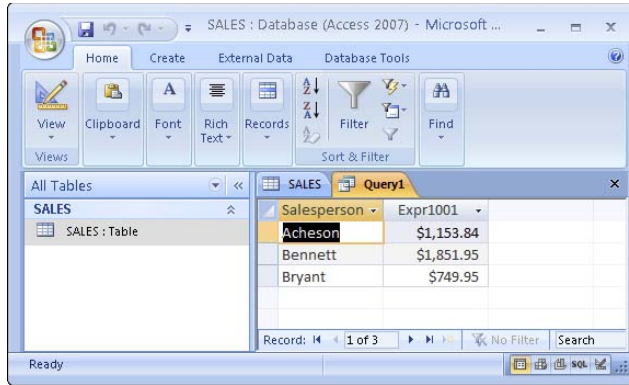 SALES : Database (Access 2007) - Microsoft ...
Home Create External Data Database Tools
View Clipboard Font Rich Text Records Filter Find
Views Sort & Filter
All Tables
SALES
SALES : Table
SALES Query1
Salesperson Expr1001
Acheson $1,153.84
Bennett $1,851.95
Bryant $749.95
Record: 1 of 3 No Filter Search
Ready SQL